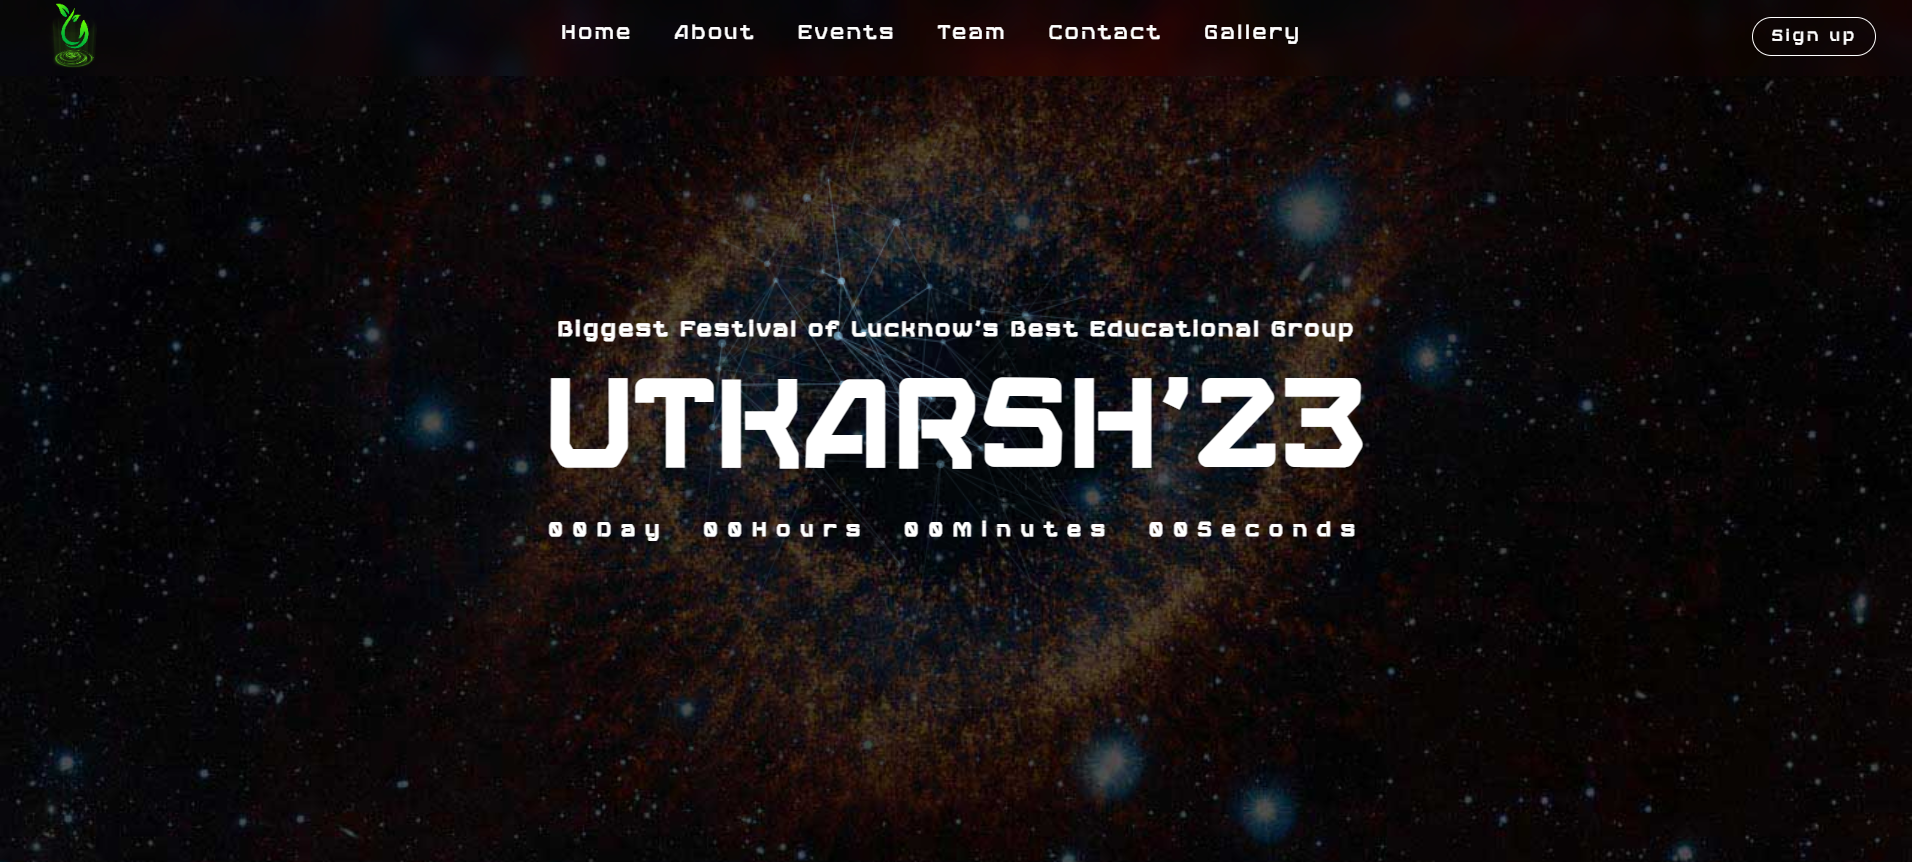 Home About Events Team Contact Gallery Sign up
Biggest Festival of Lucknow's Best Educational Group
UTKARSH'23
00Day 00Hours 00Minutes 00Seconds